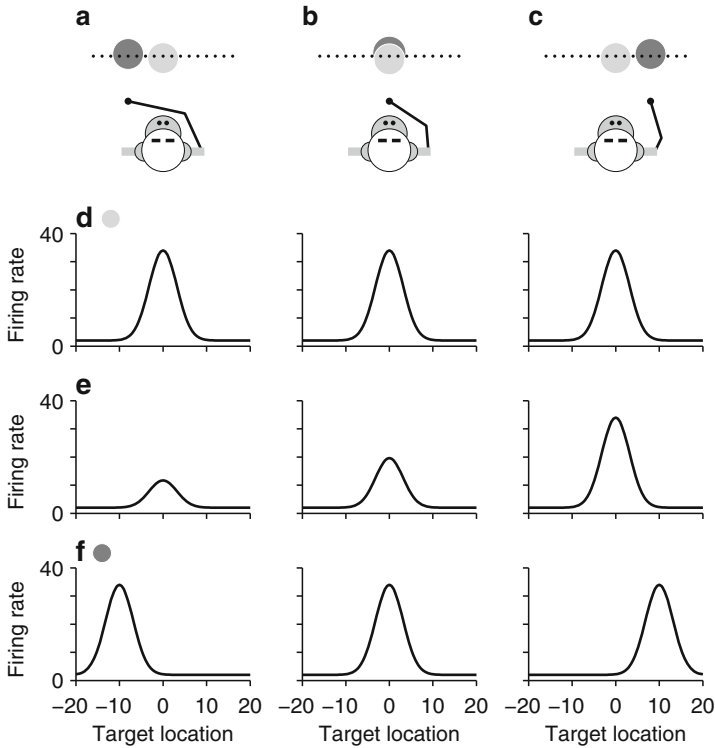 a b c
d
40
Firing rate
0
e
40
Firing rate
0
f
40
Firing rate
0
−20 −10 0 10 20 −20 −10 0 10 20 −20 −10 0 10 20
Target location Target location Target location